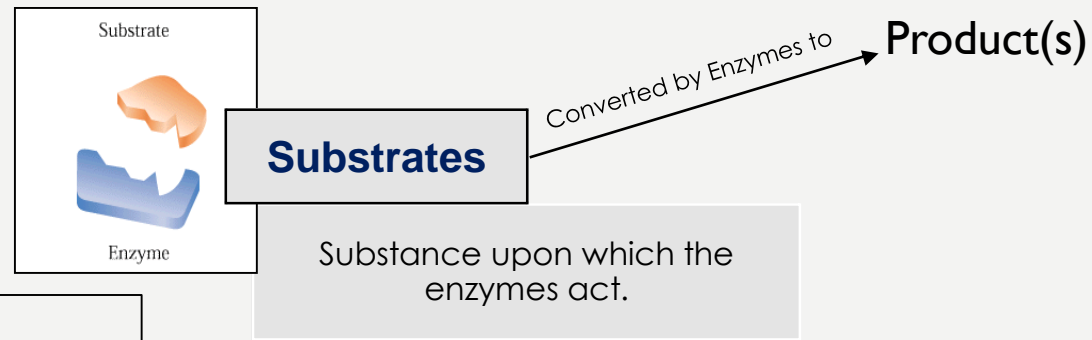 Substrate
Enzyme
Substrates
Converted by Enzymes to
Product(s)
Substance upon which the
enzymes act.